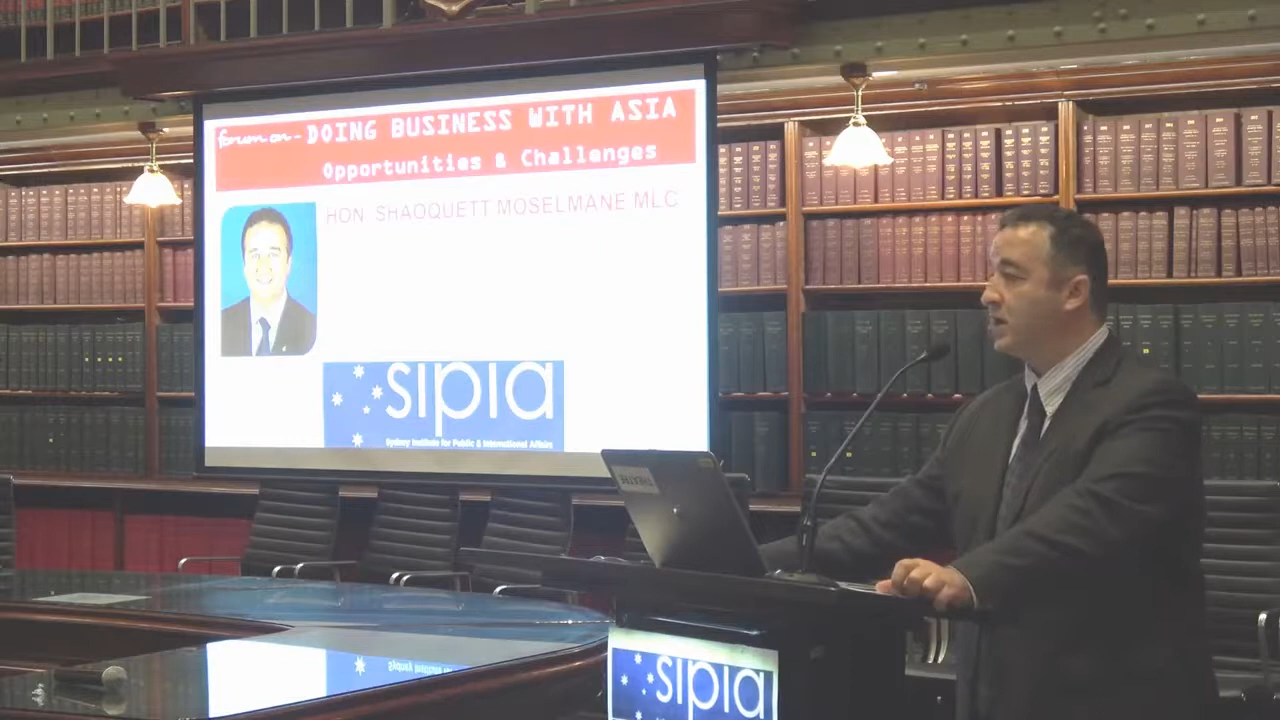 forum on - DOING BUSINESS WITH ASIA
Opportunities & Challenges
HON SHAOQUETT MOSELMANE MLC
sipia
Sydney Institute for Public & International Affairs
THEATRE
sipia